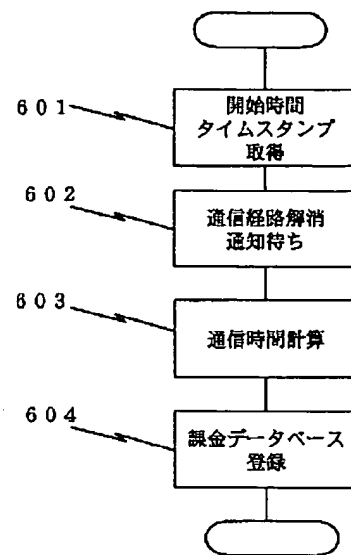 601
開始時間
タイムスタンプ
取得
602
通信経路解消
通知待ち
603
通信時間計算
604
課金データベース
登録